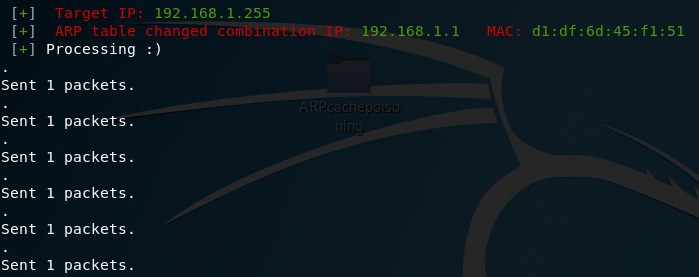 [+]  Target IP: 192.168.1.255
[+]  ARP table changed combination IP: 192.168.1.1   MAC: d1:df:6d:45:f1:51
[+] Processing :)
.
Sent 1 packets.
.
Sent 1 packets.
.
Sent 1 packets.
.
Sent 1 packets.
.
Sent 1 packets.
.
Sent 1 packets.
ARPcachepoiso
ning